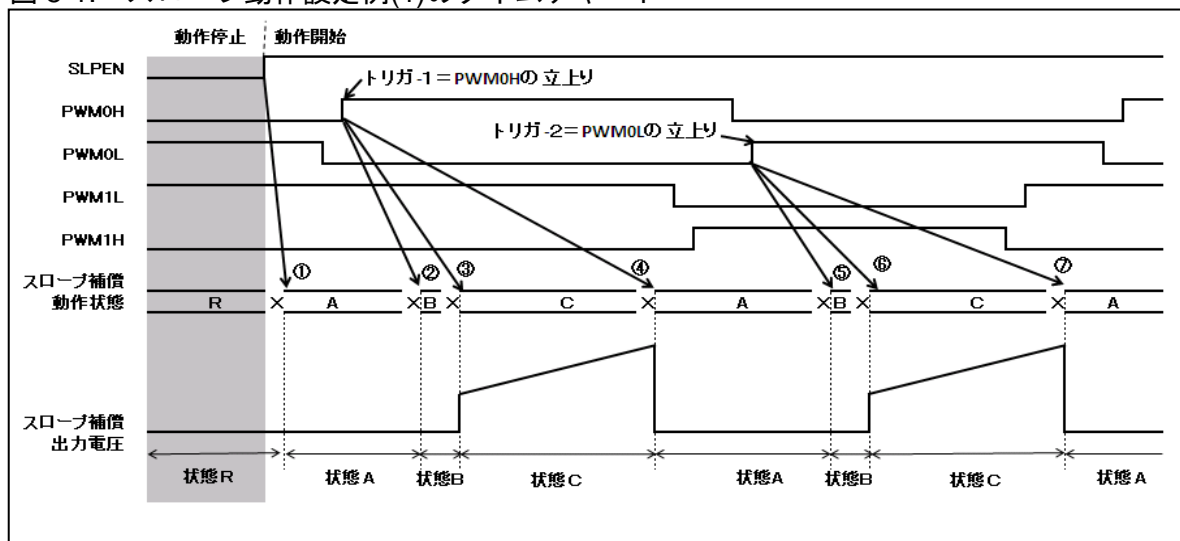 動作停止 動作開始
SLPEN
トリガ-1=PWM0Hの立上り
PWM0H
トリガ-2=PWM0Lの立上り
PWM0L
PWM1L
PWM1H
① ② ③ ④ ⑤ ⑥ ⑦
スロープ補償
動作状態
R A B C A B C A
スロープ補償
出力電圧
状態R 状態A 状態B 状態C 状態A 状態B 状態C 状態A